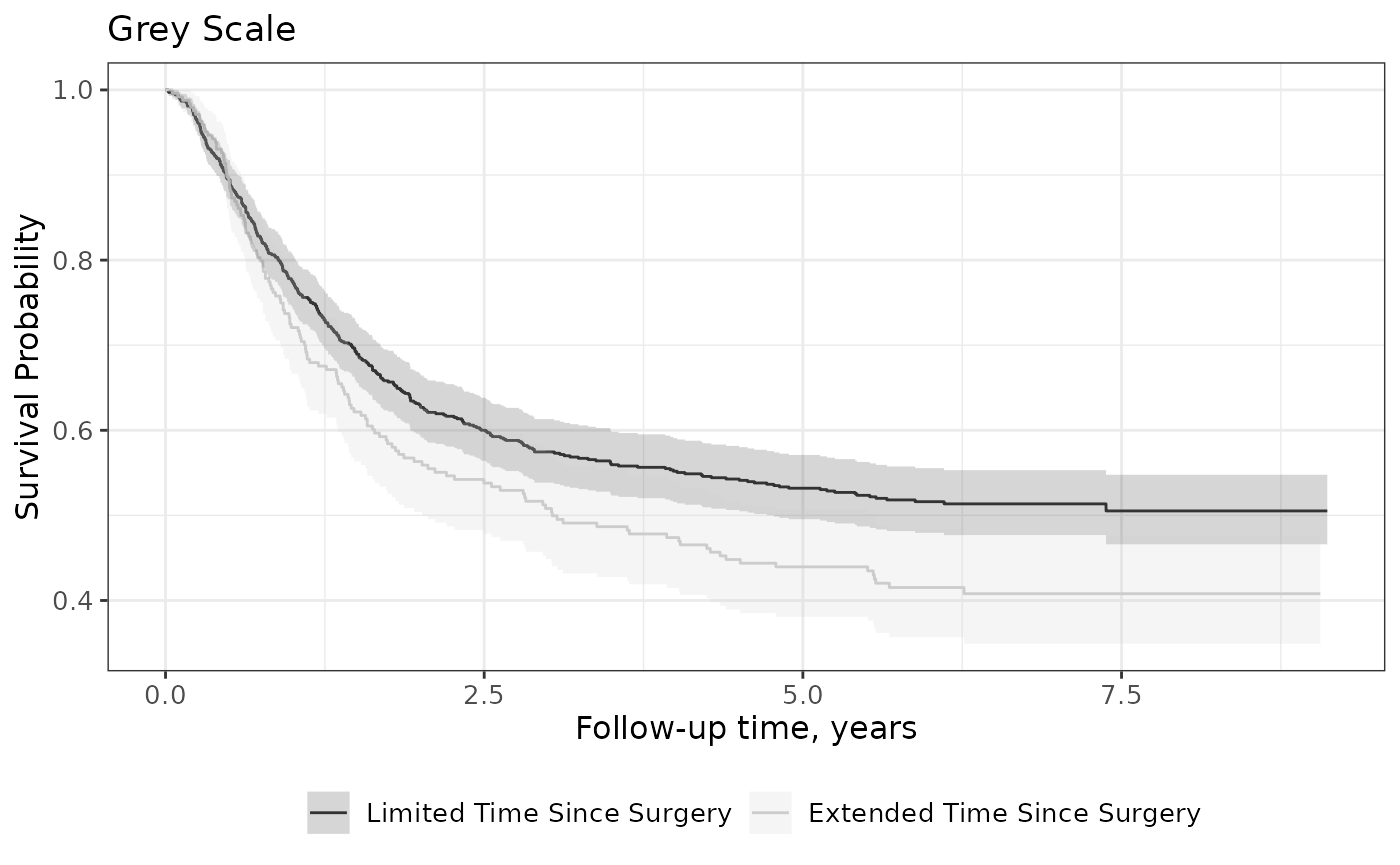 Grey Scale
Survival Probability
1.0
0.8
0.6
0.4
0.0 2.5 5.0 7.5
Follow-up time, years
Limited Time Since Surgery Extended Time Since Surgery